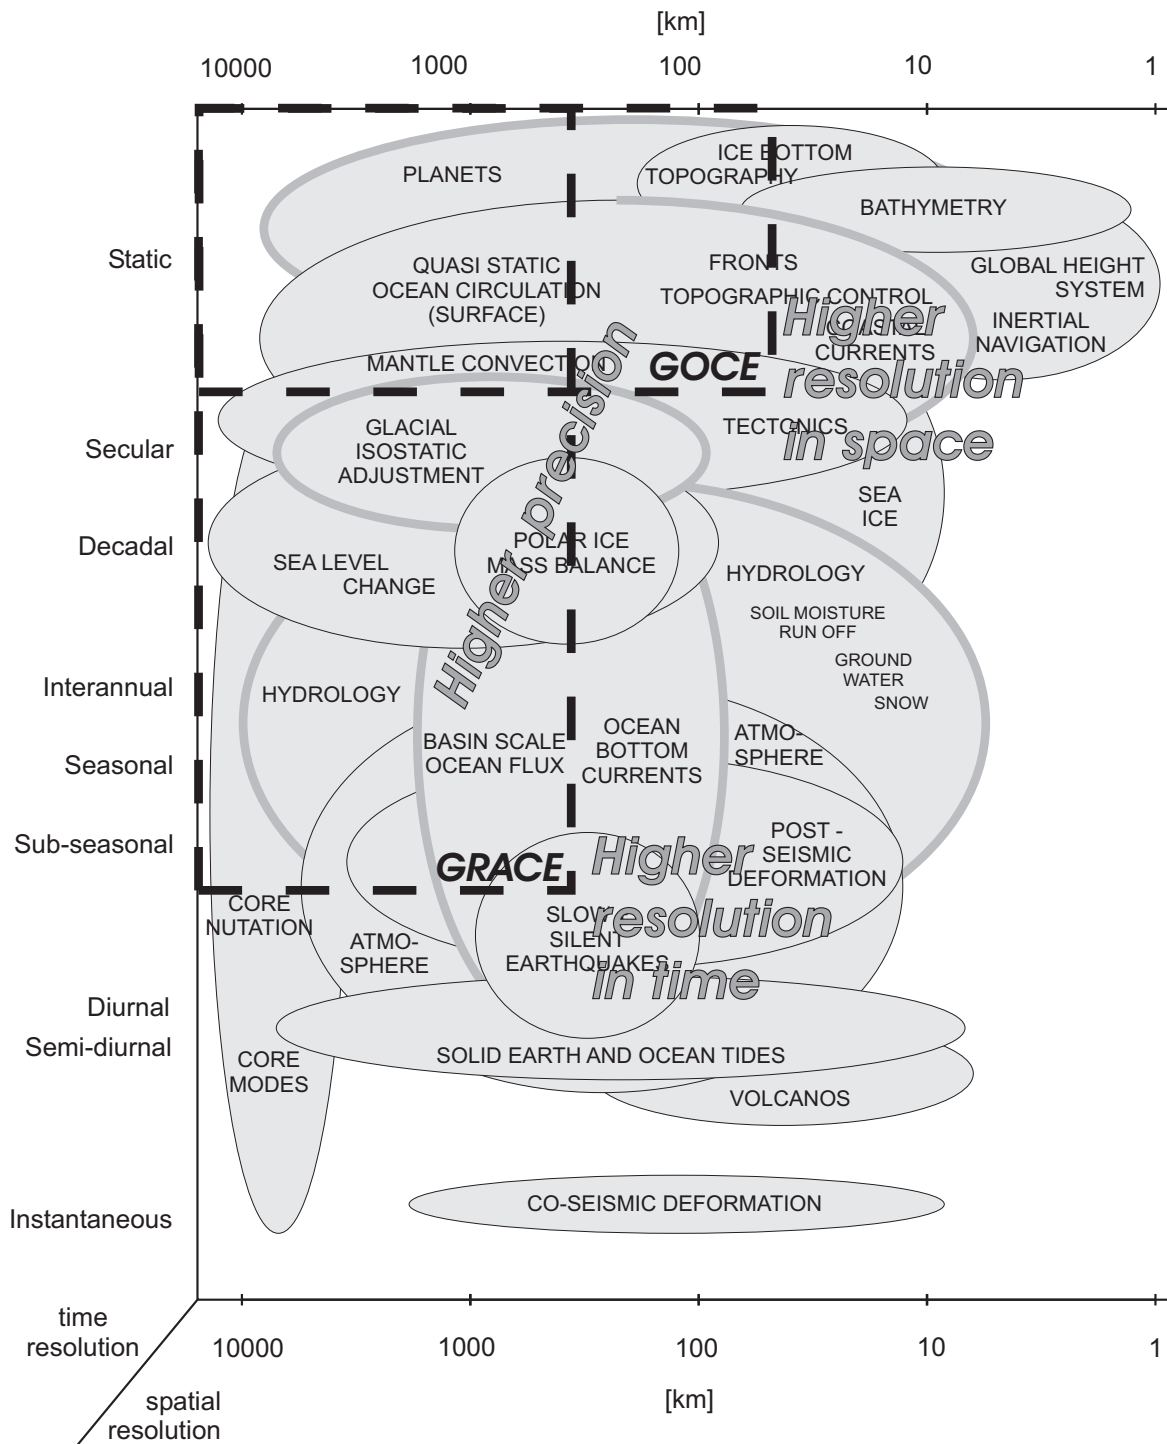 [km]
10000 1000 100 10 1
ICE BOTTOM
TOPOGRAPHY
PLANETS
BATHYMETRY
Static
QUASI STATIC
OCEAN CIRCULATION
(SURFACE)
FRONTS
TOPOGRAPHIC CONTROL
COASTAL
CURRENTS
GLOBAL HEIGHT
SYSTEM
INERTIAL
NAVIGATION
Higher
resolution
in space
MANTLE CONVECTION
GOCE
Higher precision
Secular
GLACIAL
ISOSTATIC
ADJUSTMENT
TECTONICS
SEA
ICE
Decadal
SEA LEVEL
CHANGE
POLAR ICE
MASS BALANCE
HYDROLOGY
SOIL MOISTURE
RUN OFF
GROUND
WATER
SNOW
Interannual
HYDROLOGY
BASIN SCALE
OCEAN FLUX
OCEAN
BOTTOM
CURRENTS
ATMO-
SPHERE
Seasonal
Sub-seasonal
GRACE
Higher
resolution
in time
POST -
SEISMIC
DEFORMATION
CORE
NUTATION
ATMO-
SPHERE
SLOW
SILENT
EARTHQUAKES
Diurnal
Semi-diurnal
SOLID EARTH AND OCEAN TIDES
CORE
MODES
VOLCANOS
Instantaneous
CO-SEISMIC DEFORMATION
time
resolution
10000 1000 100 10 1
[km]
spatial
resolution